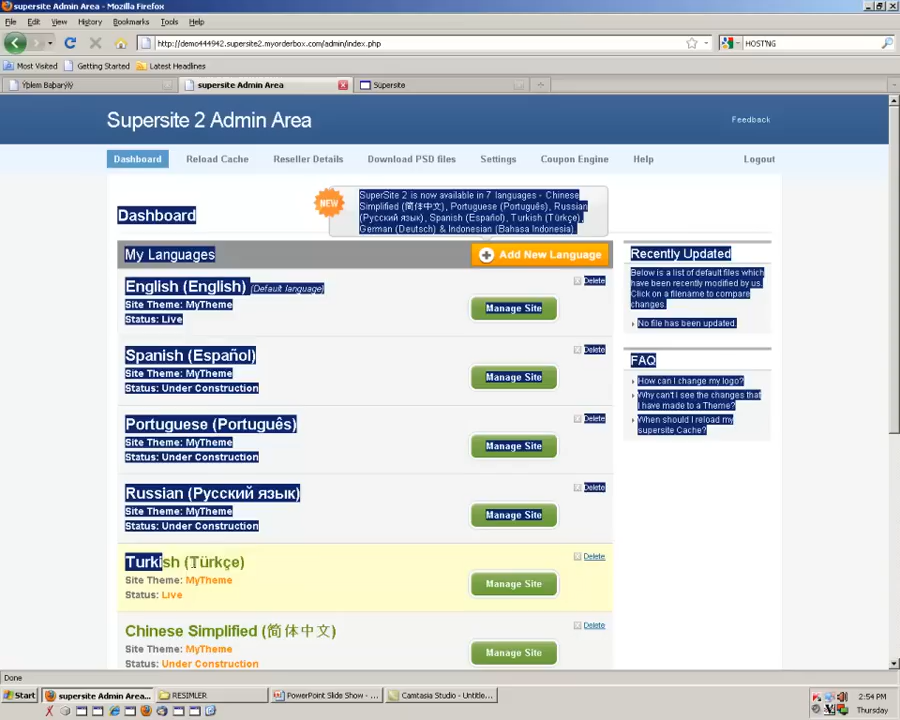 supersite Admin Area - Mozilla Firefox
File Edit View History Bookmarks Tools Help
http://demo444942.supersite2.myorderbox.com/admin/index.php
HOSTNG
Most Visited Getting Started Latest Headlines
supersite Admin Area Supersite
Supersite 2 Admin Area
Feedback
Dashboard Reload Cache Reseller Details Download PSD files Settings Coupon Engine Help Logout
Dashboard
NEW
SuperSite 2 is now available in 7 languages - Chinese
Simplified (简体中文), Portuguese (Português), Russian
(Русский язык), Spanish (Español), Turkish (Türkçe),
German (Deutsch) & Indonesian (Bahasa Indonesia).
My Languages
Add New Language
English (English) (Default language)
Site Theme: MyTheme
Status: Live
Delete
Manage Site
Spanish (Español)
Site Theme: MyTheme
Status: Under Construction
Delete
Manage Site
Portuguese (Português)
Site Theme: MyTheme
Status: Under Construction
Delete
Manage Site
Russian (Русский язык)
Site Theme: MyTheme
Status: Under Construction
Delete
Manage Site
Turkish (Türkçe)
Site Theme: MyTheme
Status: Live
Delete
Manage Site
Chinese Simplified (简体中文)
Site Theme: MyTheme
Status: Under Construction
Delete
Manage Site
Recently Updated
Below is a list of default files which
have been recently modified by us.
Click on a filename to compare
changes.
No file has been updated.
FAQ
How can I change my logo?
Why can't I see the changes that
I have made to a Theme?
When should I reload my
supersite Cache?
Done
Start supersite Admin Area... RESIMLER PowerPoint Slide Show - ... Camtasia Studio - Untitle...
2:54 PM
Thursday